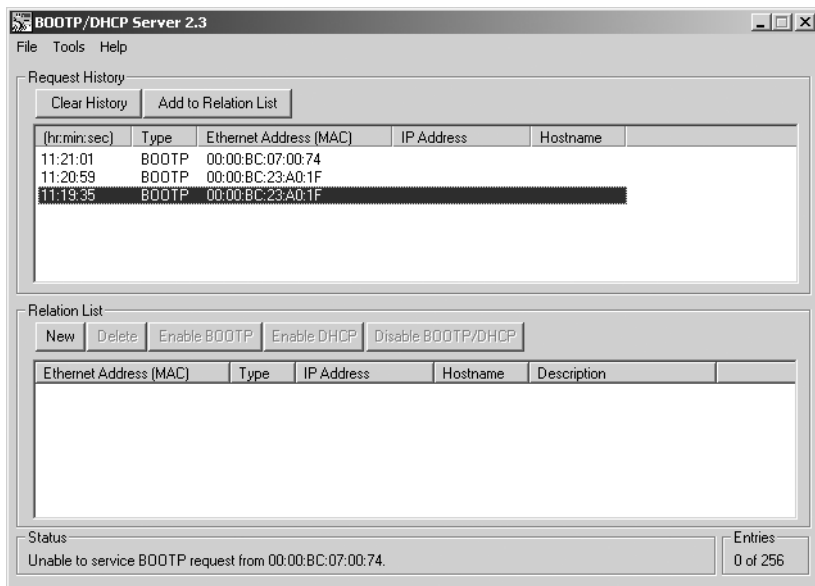 BOOTP/DHCP Server 2.3
File Tools Help
Request History
Clear History Add to Relation List
(hr:min:sec) Type Ethernet Address (MAC) IP Address Hostname
11:21:01 BOOTP 00:00:BC:07:00:74
11:20:59 BOOTP 00:00:BC:23:A0:1F
11:19:35 BOOTP 00:00:BC:23:A0:1F
Relation List
New Delete Enable BOOTP Enable DHCP Disable BOOTP/DHCP
Ethernet Address (MAC) Type IP Address Hostname Description
Status
Unable to service BOOTP request from 00:00:BC:07:00:74.
Entries
0 of 256